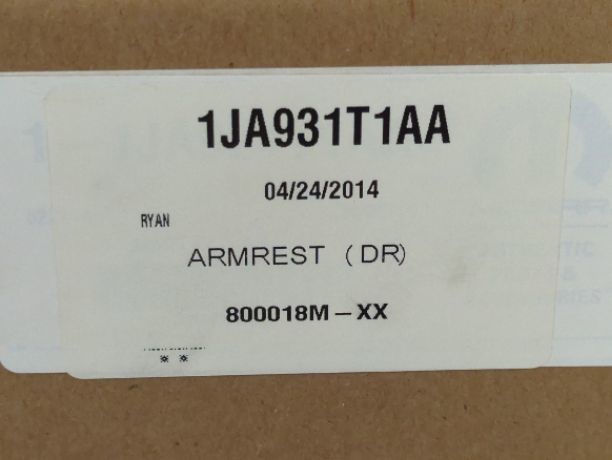 1JA931T1AA
04/24/2014
RYAN
ARMREST (DR)
800018M – XX